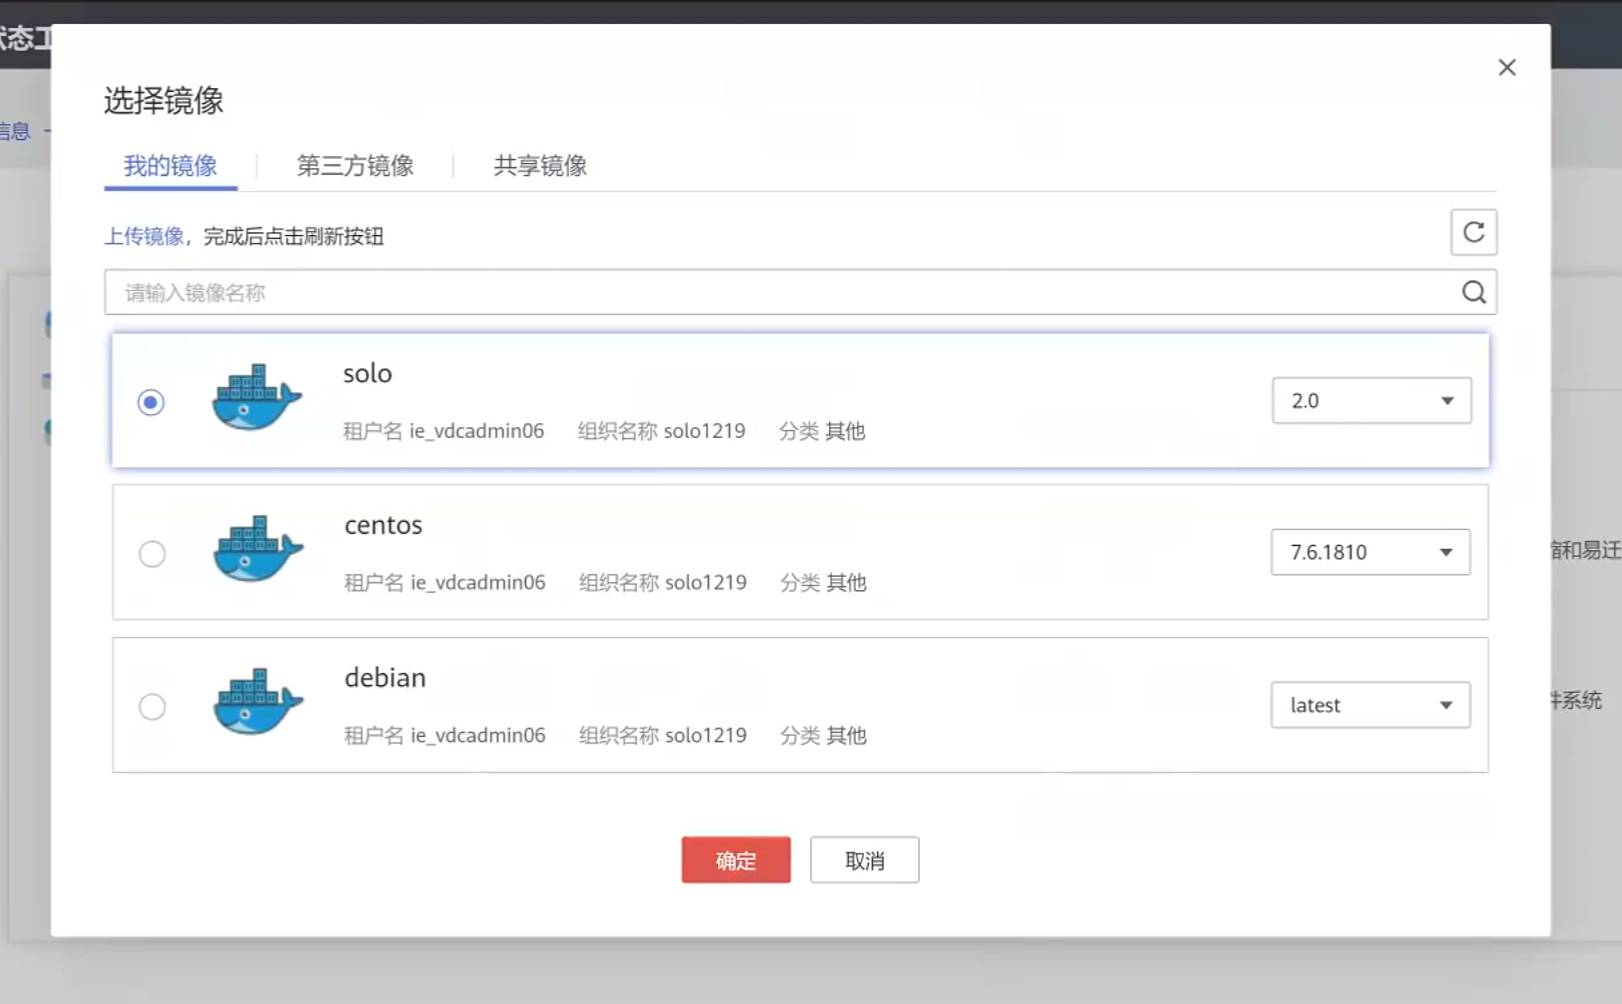 状态工
选择镜像
信息
我的镜像 第三方镜像 共享镜像
上传镜像，完成后点击刷新按钮
请输入镜像名称
solo
2.0
租户名 ie_vdcadmin06 组织名称 solo1219 分类 其他
centos
7.6.1810
缩和易迁
租户名 ie_vdcadmin06 组织名称 solo1219 分类 其他
debian
latest
件系统
租户名 ie_vdcadmin06 组织名称 solo1219 分类 其他
确定 取消